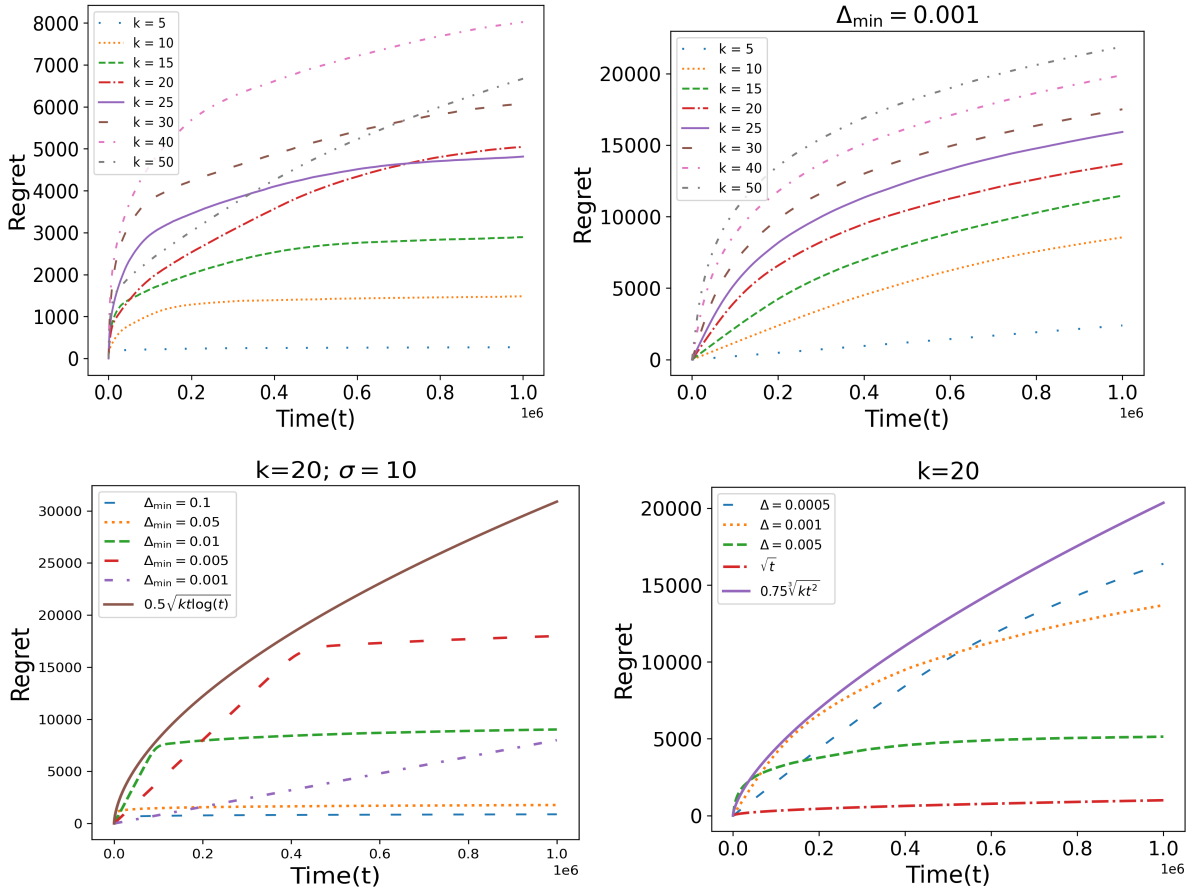 8000
7000
6000
5000
4000
3000
2000
1000
0
Regret
k = 5
k = 10
k = 15
k = 20
k = 25
k = 30
k = 40
k = 50
0.0 0.2 0.4 0.6 0.8 1.0
1e6
Time(t)
Δmin = 0.001
20000
15000
10000
5000
0
Regret
k = 5
k = 10
k = 15
k = 20
k = 25
k = 30
k = 40
k = 50
0.0 0.2 0.4 0.6 0.8 1.0
1e6
Time(t)
k=20; σ = 10
30000
25000
20000
15000
10000
5000
0
Regret
Δmin = 0.1
Δmin = 0.05
Δmin = 0.01
Δmin = 0.005
Δmin = 0.001
0.5√ktlog(t)
0.0 0.2 0.4 0.6 0.8 1.0
1e6
Time(t)
k=20
20000
15000
10000
5000
0
Regret
Δ = 0.0005
Δ = 0.001
Δ = 0.005
√t
0.75∛kt²
0.0 0.2 0.4 0.6 0.8 1.0
1e6
Time(t)